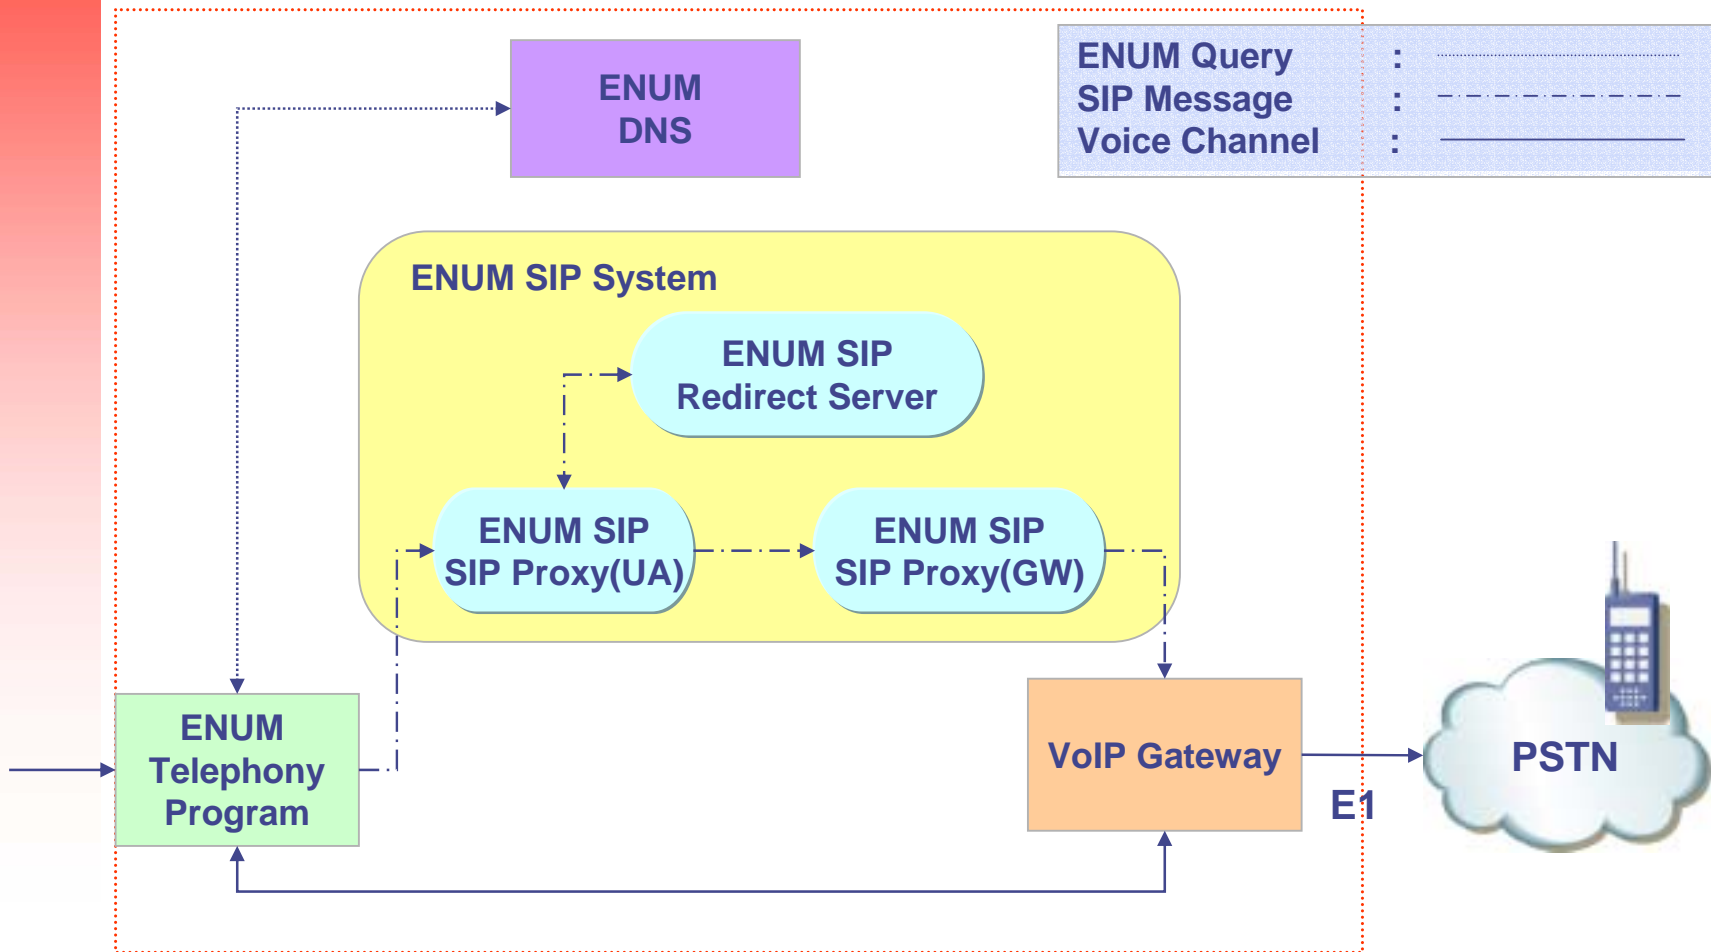 ENUM
DNS
ENUM Query :
SIP Message :
Voice Channel :
ENUM SIP System
ENUM SIP
Redirect Server
ENUM SIP
SIP Proxy(UA)
ENUM SIP
SIP Proxy(GW)
ENUM
Telephony
Program
VoIP Gateway
E1
PSTN